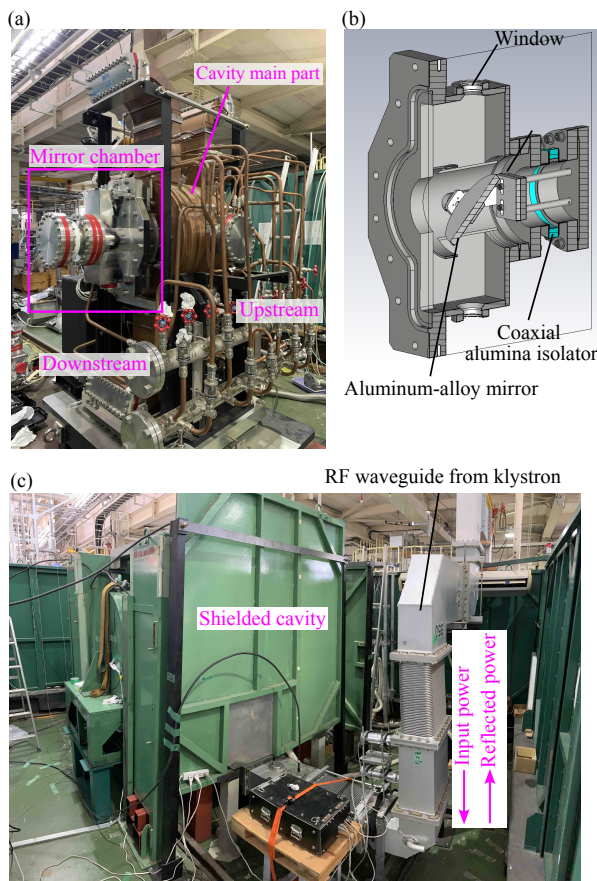 (a)
Cavity main part
Mirror chamber
Upstream
Downstream
(b)
Window
Coaxial
alumina isolator
Aluminum-alloy mirror
(c)
RF waveguide from klystron
Shielded cavity
Input power
Reflected power